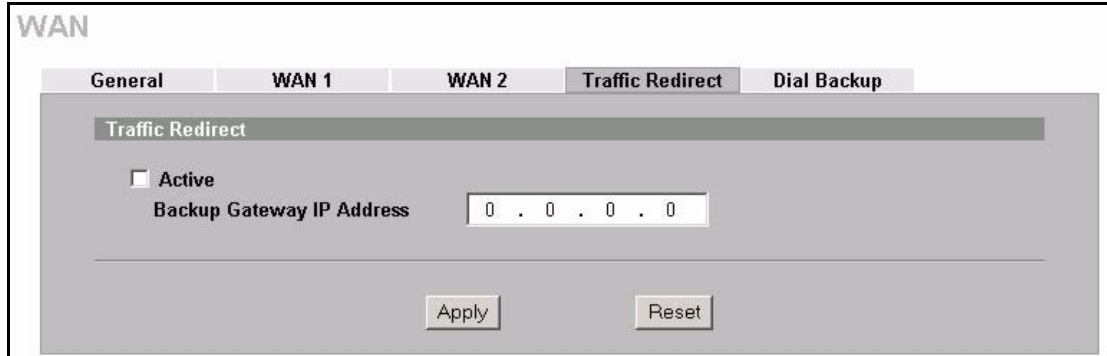 WAN
General WAN 1 WAN 2 Traffic Redirect Dial Backup
Traffic Redirect
Active
Backup Gateway IP Address 0 . 0 . 0 . 0
Apply Reset